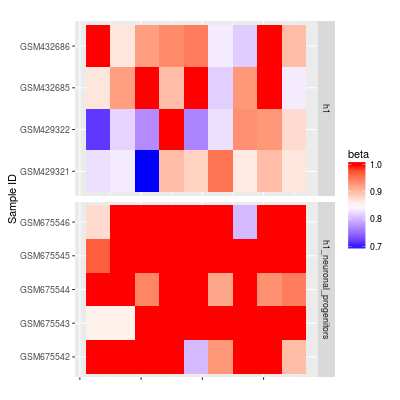 GSM432686
GSM432685
GSM429322
GSM429321
h1
GSM675546
GSM675545
GSM675544
GSM675543
GSM675542
h1_neuronal_progenitors
Sample ID
beta
1.0
0.9
0.8
0.7